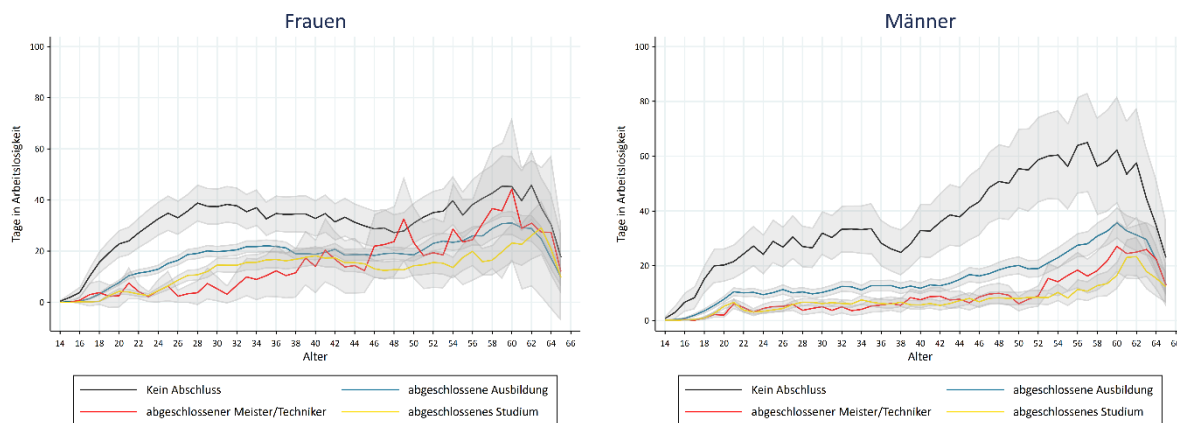 Frauen
100
80
60
40
20
0
Tage in Arbeitslosigkeit
14 16 18 20 22 24 26 28 30 32 34 36 38 40 42 44 46 48 50 52 54 56 58 60 62 64 66
Alter
Kein Abschluss
abgeschlossene Ausbildung
abgeschlossener Meister/Techniker
abgeschlossenes Studium
Männer
100
80
60
40
20
0
Tage in Arbeitslosigkeit
14 16 18 20 22 24 26 28 30 32 34 36 38 40 42 44 46 48 50 52 54 56 58 60 62 64 66
Alter
Kein Abschluss
abgeschlossene Ausbildung
abgeschlossener Meister/Techniker
abgeschlossenes Studium